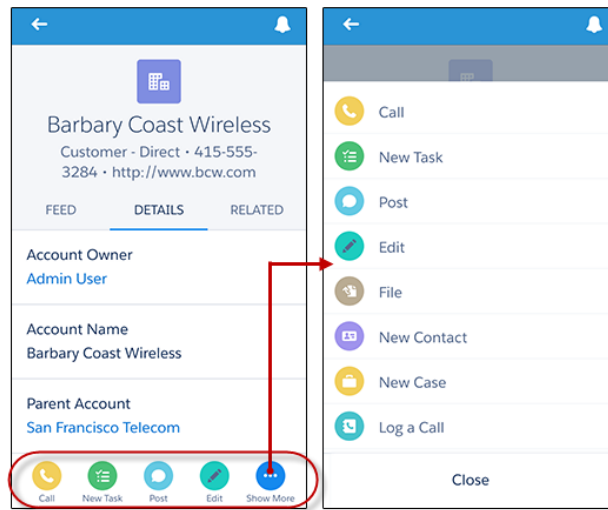 Barbary Coast Wireless
Customer - Direct • 415-555-
3284 • http://www.bcw.com
FEED DETAILS RELATED
Account Owner
Admin User
Account Name
Barbary Coast Wireless
Parent Account
San Francisco Telecom
Call New Task Post Edit Show More
Call
New Task
Post
Edit
File
New Contact
New Case
Log a Call
Close